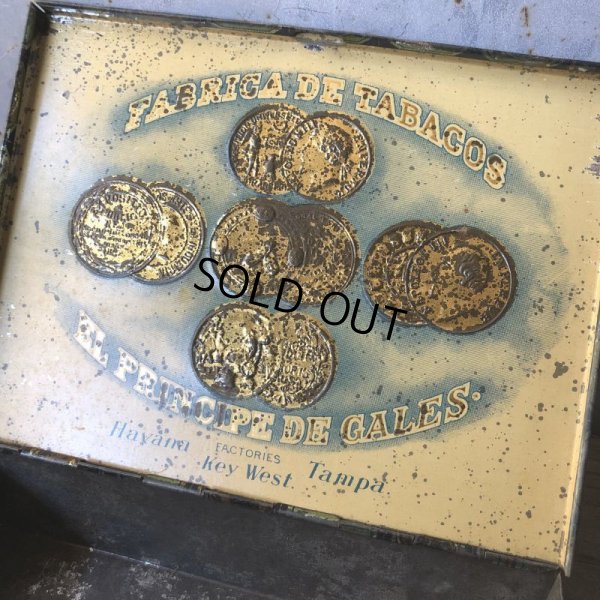 FABRICA DE TABACOS
SOLD OUT
EL PRINCIPE DE GALES.
FACTORIES
Havana Key West Tampa